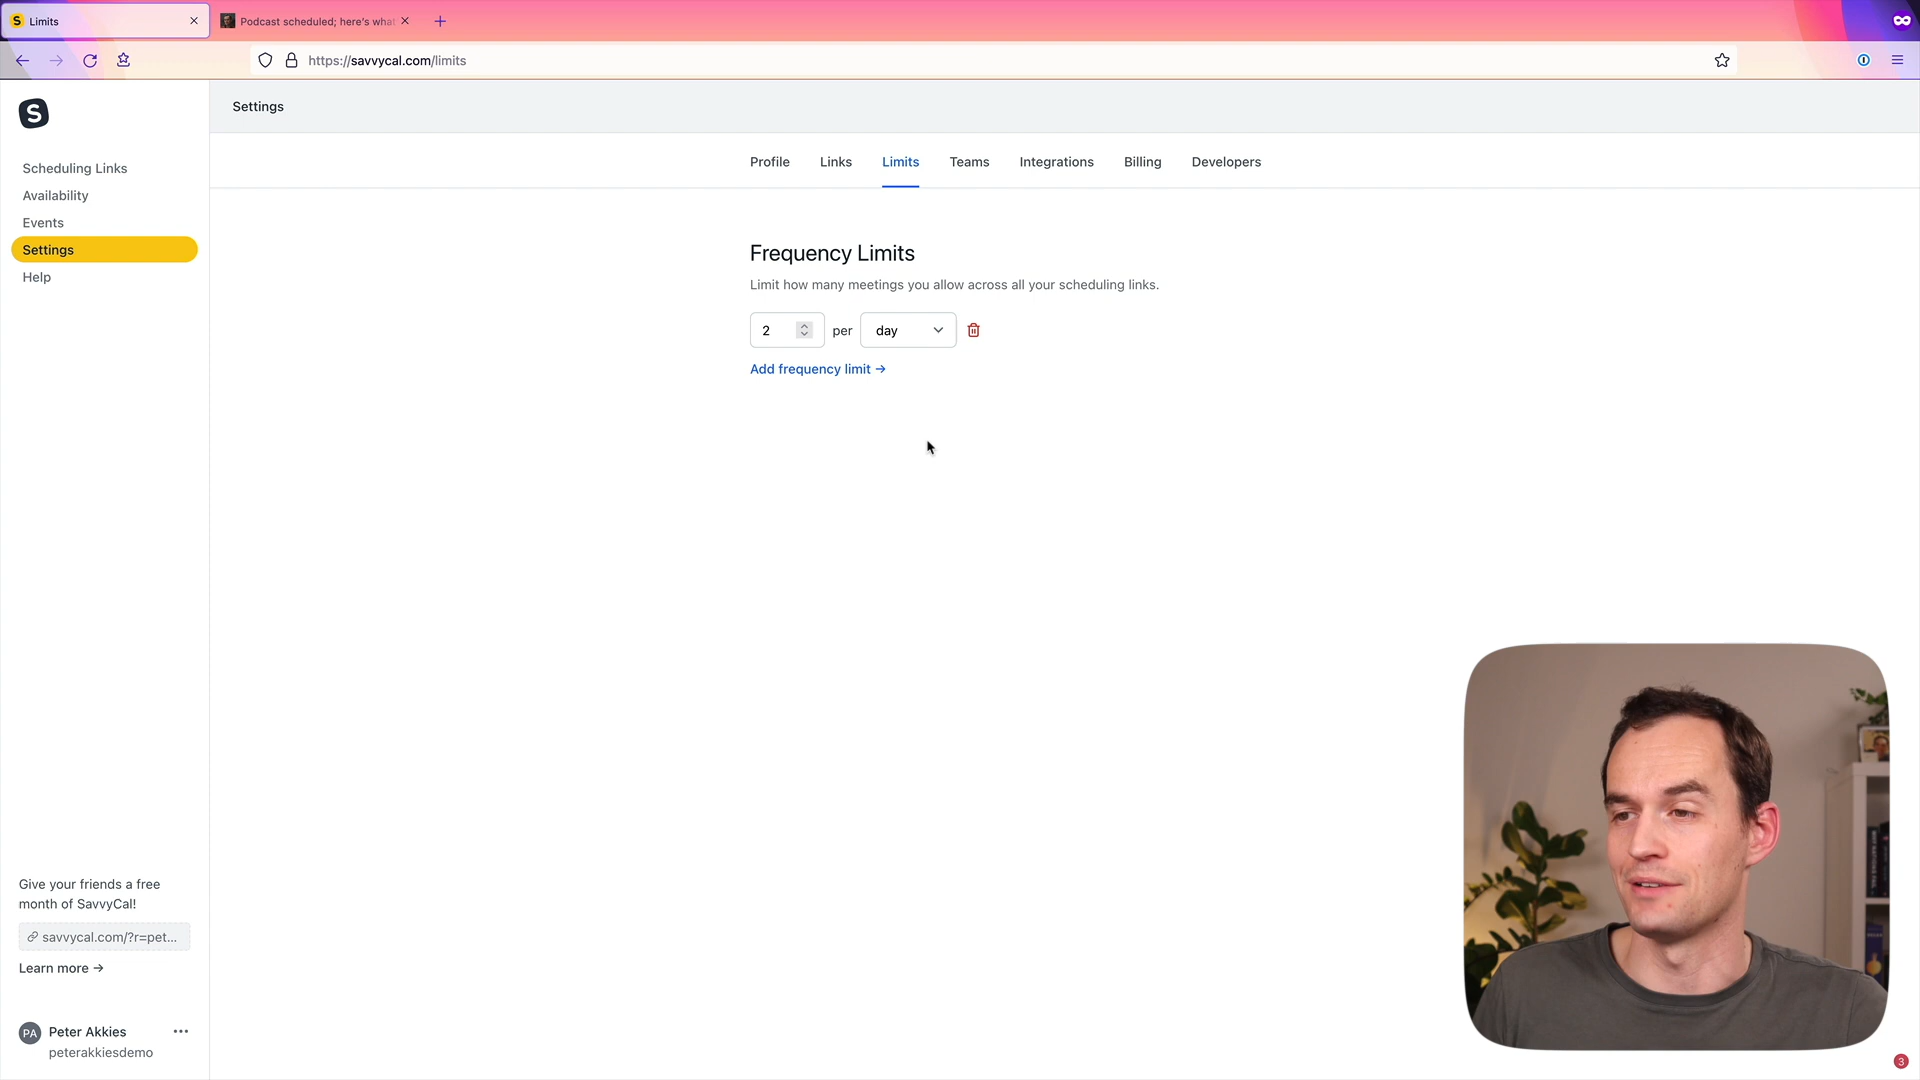 Limits
Podcast scheduled; here's what
https://savvycal.com/limits
S
Settings
Scheduling Links
Availability
Events
Settings
Help
Profile
Links
Limits
Teams
Integrations
Billing
Developers
Frequency Limits
Limit how many meetings you allow across all your scheduling links.
2 per day
Add frequency limit →
Give your friends a free
month of SavvyCal!
savvycal.com/?r=pet...
Learn more →
PA Peter Akkies
peterakkiesdemo
3